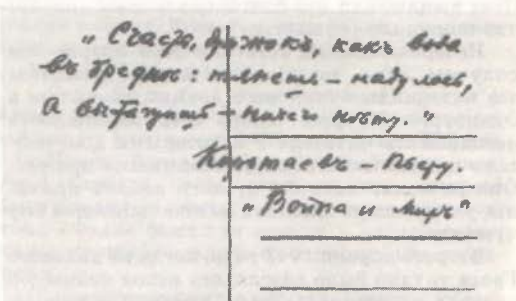 „Счастье, дружокъ, какъ вода
въ бреднѣ: тянешь – надулось,
А вытащишь – ничего нѣту."
Каратаевъ – Пьеру.
„Война и миръ"